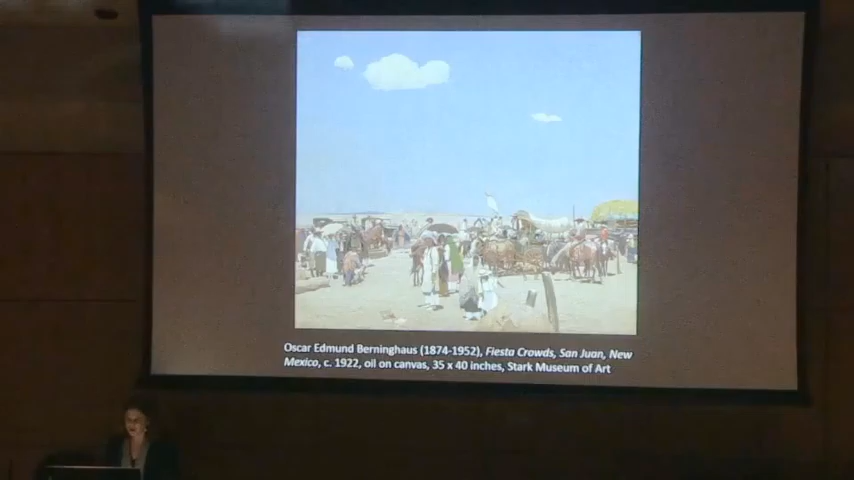 Oscar Edmund Berninghaus (1874-1952), Fiesta Crowds, San Juan, New
Mexico, c. 1922, oil on canvas, 35 x 40 inches, Stark Museum of Art